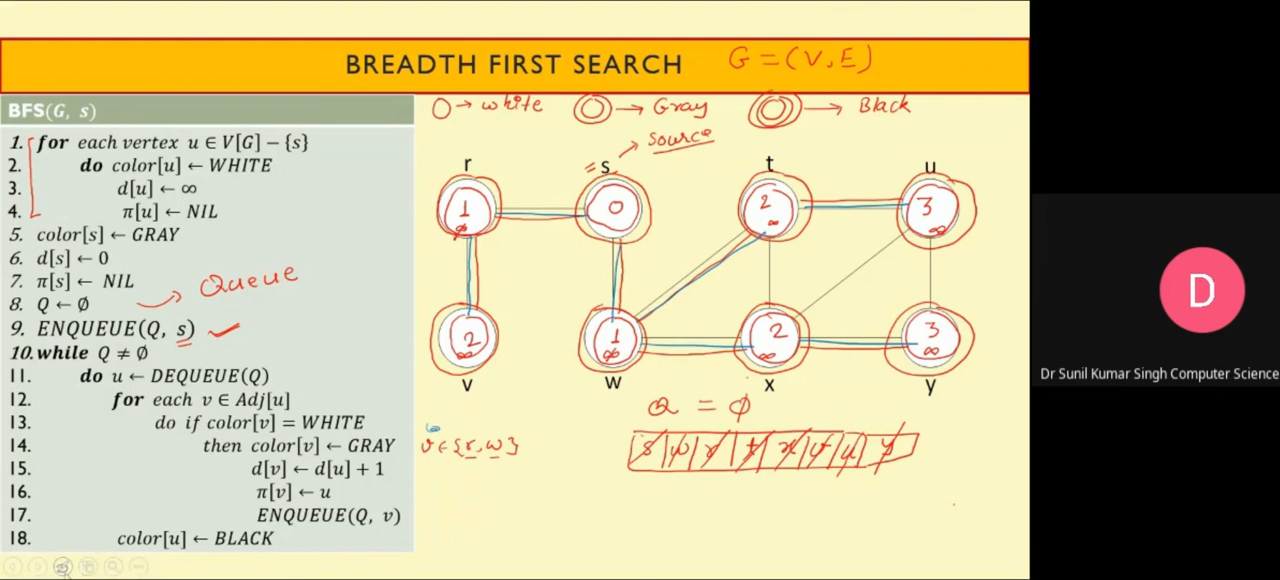 BREADTH FIRST SEARCH G = (V, E)
BFS(G, s)
1. for each vertex u ∈ V[G] − {s}
2. do color[u] ← WHITE
3. d[u] ← ∞
4. π[u] ← NIL
5. color[s] ← GRAY
6. d[s] ← 0
7. π[s] ← NIL
8. Q ← ∅ → Queue
9. ENQUEUE(Q, s)
10. while Q ≠ ∅
11. do u ← DEQUEUE(Q)
12. for each v ∈ Adj[u]
13. do if color[v] = WHITE
14. then color[v] ← GRAY
15. d[v] ← d[u] + 1
16. π[v] ← u
17. ENQUEUE(Q, v)
18. color[u] ← BLACK
→ white → Gray → Black
→ Source
r s t u
1 0 2 3
∞ ∞ ∞
2 1 2 3
∞ ∞ ∞ ∞
v w x y
Q = ∅
v ∈ {r, w}
s w r t x v u y
D
Dr Sunil Kumar Singh Computer Science